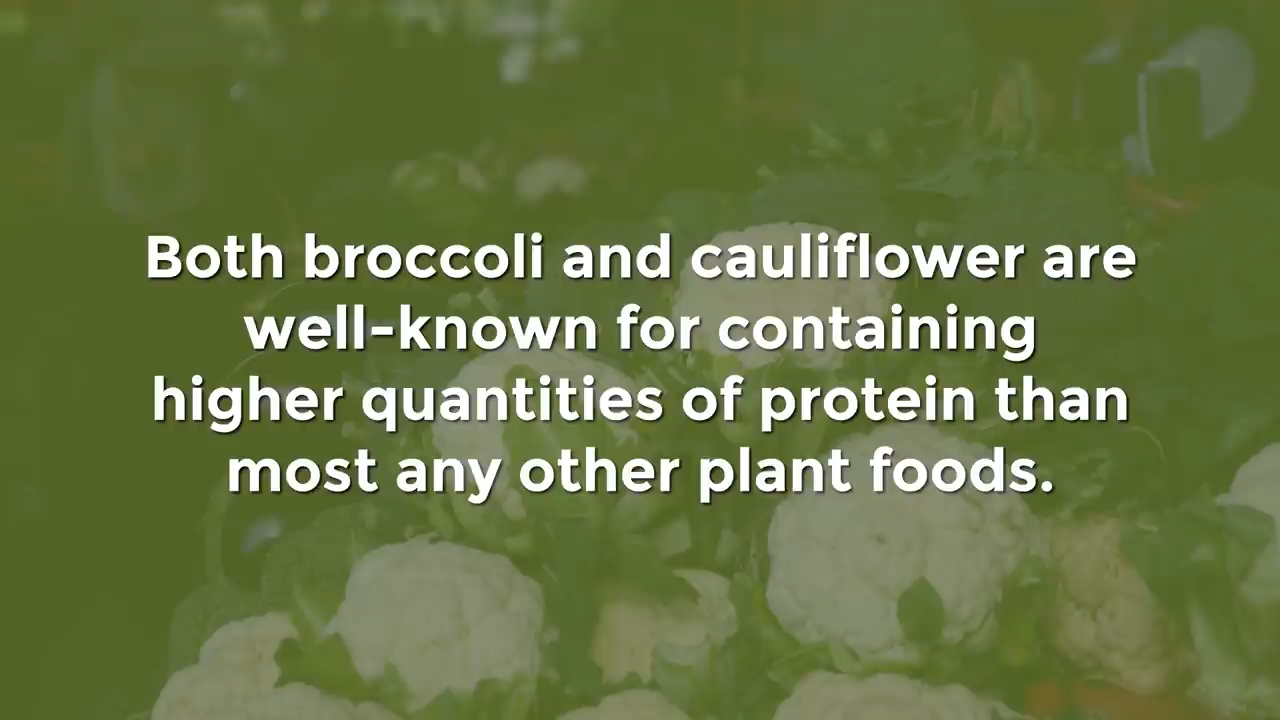 Both broccoli and cauliflower are
well-known for containing
higher quantities of protein than
most any other plant foods.